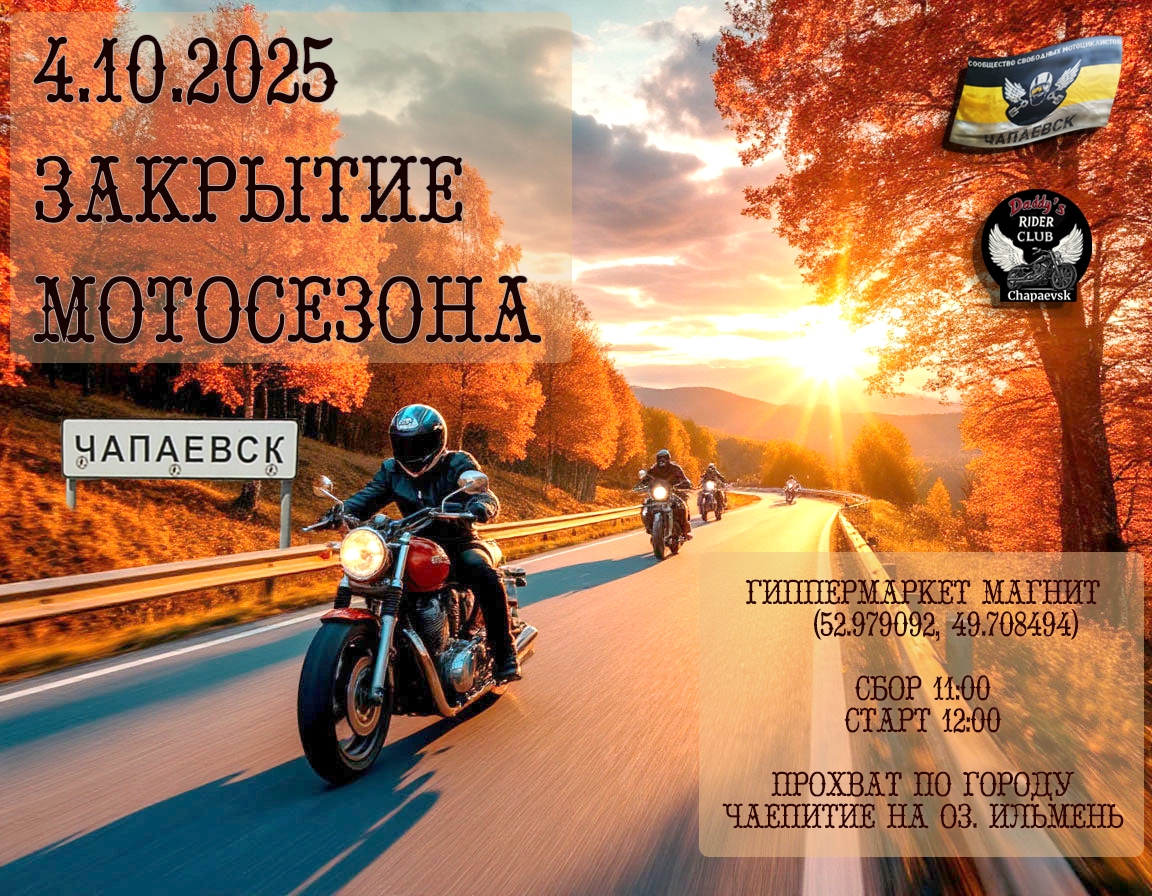 4.10.2025
ЗАКРЫТИЕ
МОТОСЕЗОНА
СООБЩЕСТВО СВОБОДНЫХ МОТОЦИКЛИСТОВ
ЧАПАЕВСК
Daddy's
RIDER
CLUB
Chapaevsk
ЧАПАЕВСК
ГИППЕРМАРКЕТ МАГНИТ
(52.979092, 49.708494)
СБОР 11:00
СТАРТ 12:00
ПРОХВАТ ПО ГОРОДУ
ЧАЕПИТИЕ НА ОЗ. ИЛЬМЕНЬ